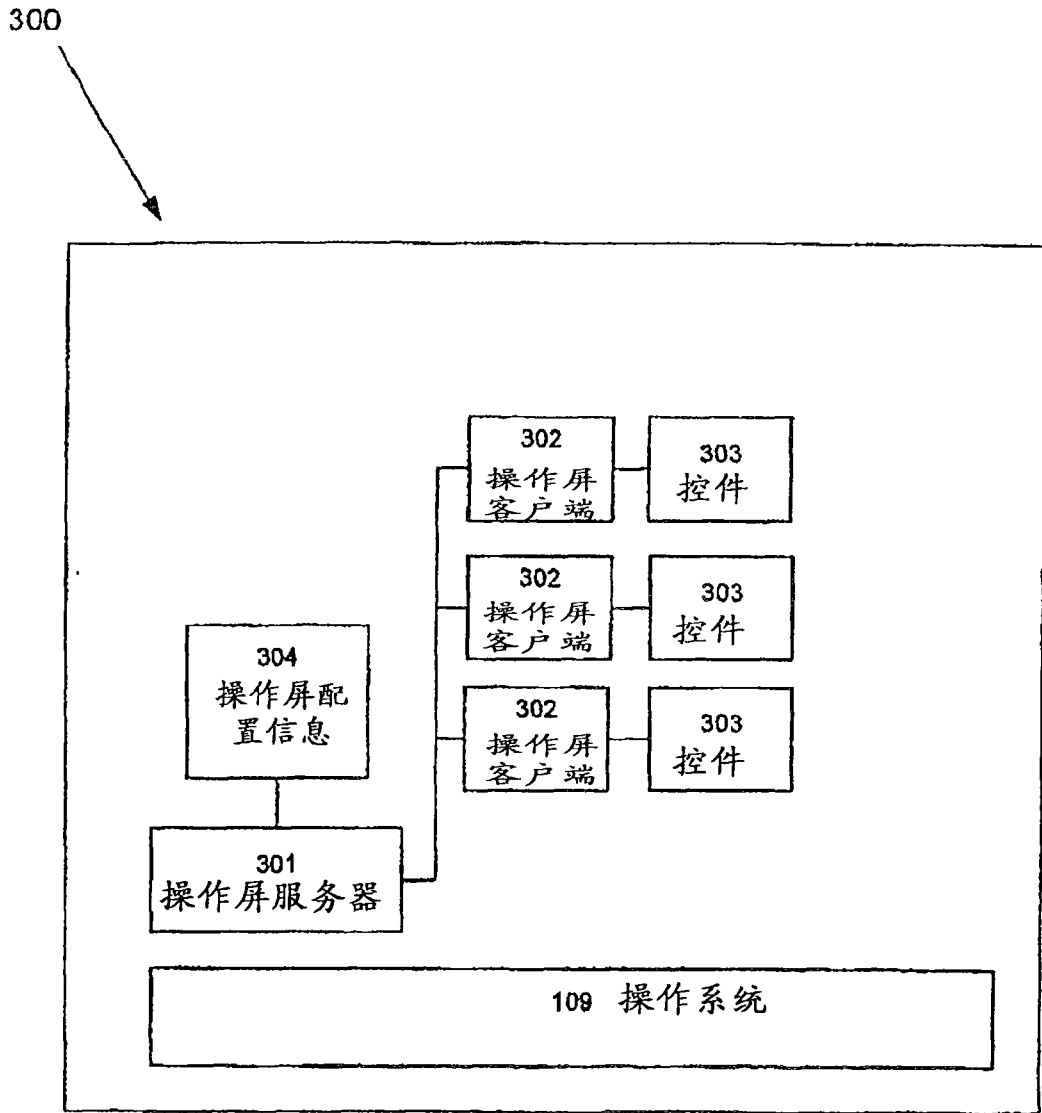 300
302
操作屏
客户端
303
控件
302
操作屏
客户端
303
控件
304
操作屏配
置信息
302
操作屏
客户端
303
控件
301
操作屏服务器
109 操作系统